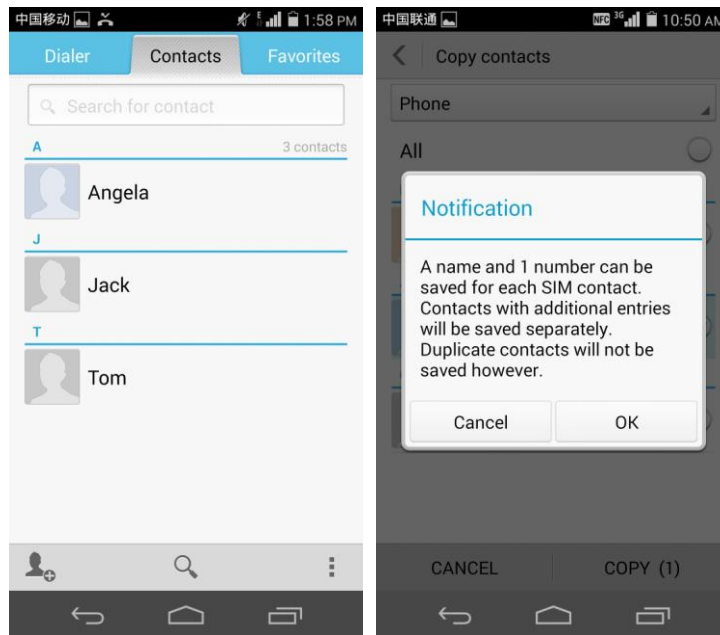 中国移动 1:58 PM
Dialer Contacts Favorites
Search for contact
A 3 contacts
Angela
J
Jack
T
Tom
中国联通 NFC 3G 10:50 AM
Copy contacts
Phone
All
Notification
A name and 1 number can be
saved for each SIM contact.
Contacts with additional entries
will be saved separately.
Duplicate contacts will not be
saved however.
Cancel OK
CANCEL COPY (1)